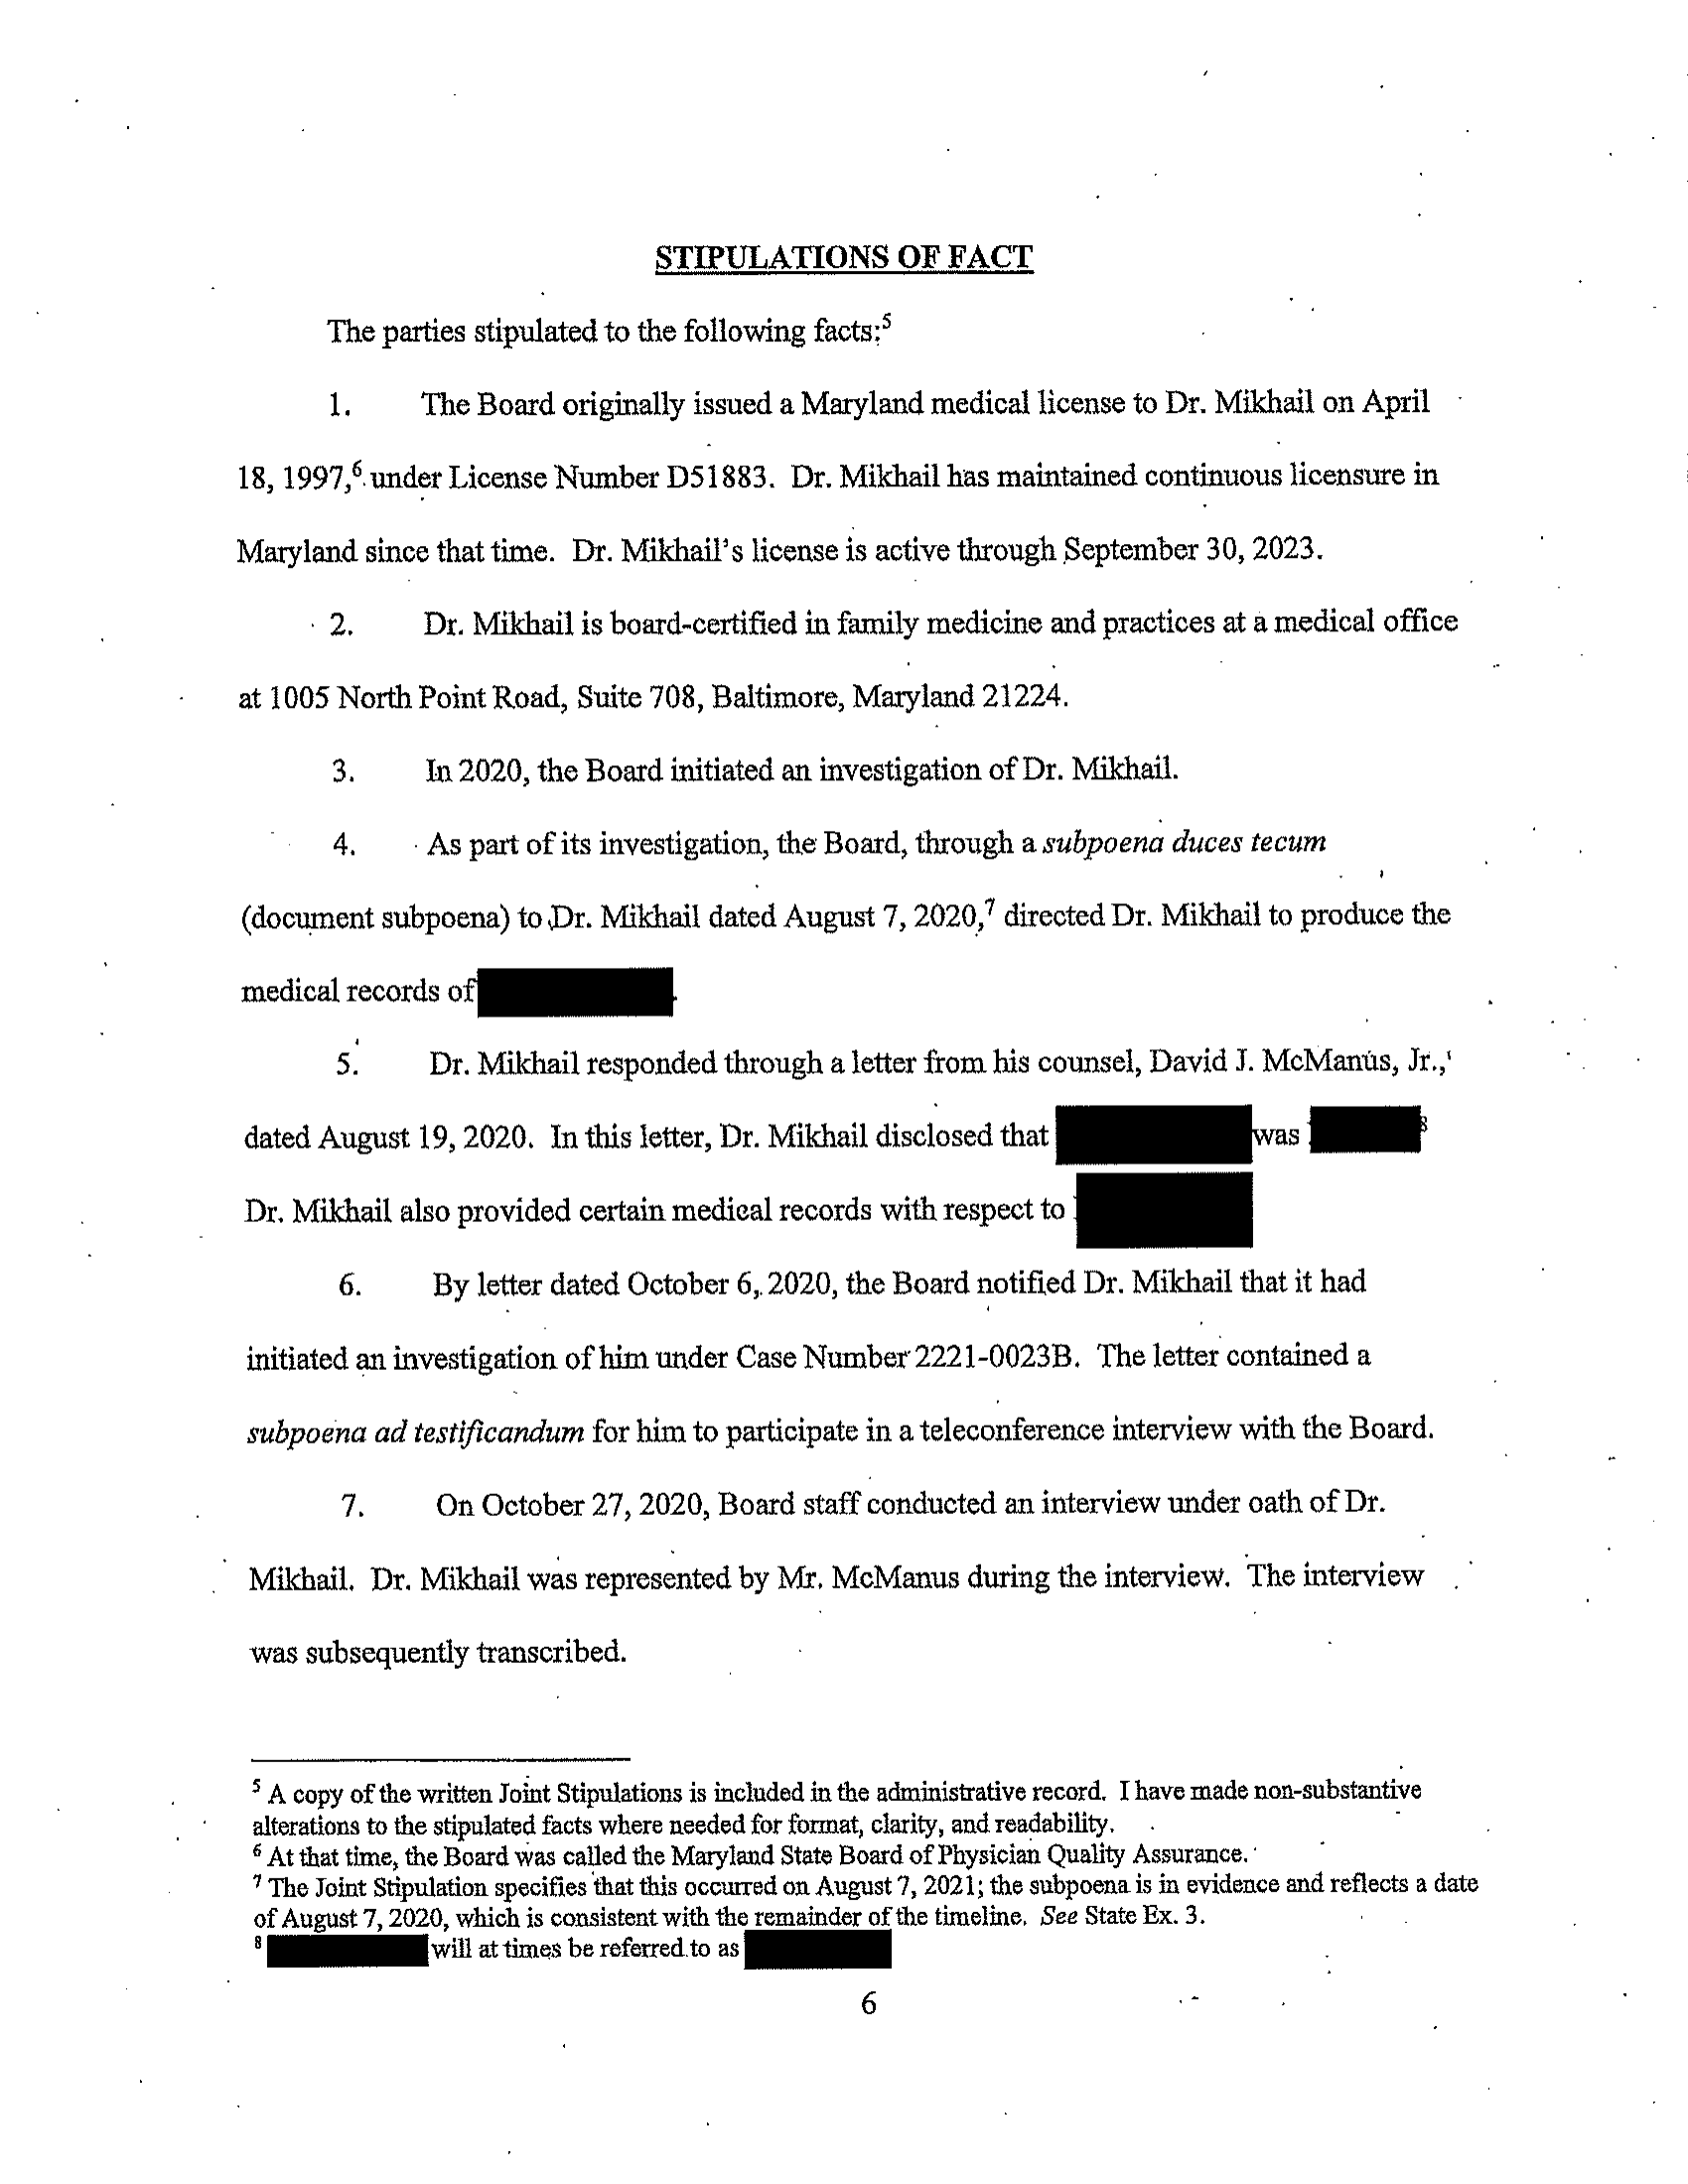 STIPULATIONS OF FACT
The parties stipulated to the following facts:⁵
1. The Board originally issued a Maryland medical license to Dr. Mikhail on April
18, 1997,⁶ under License Number D51883. Dr. Mikhail has maintained continuous licensure in
Maryland since that time. Dr. Mikhail's license is active through September 30, 2023.
2. Dr. Mikhail is board-certified in family medicine and practices at a medical office
at 1005 North Point Road, Suite 708, Baltimore, Maryland 21224.
3. In 2020, the Board initiated an investigation of Dr. Mikhail.
4. As part of its investigation, the Board, through a subpoena duces tecum
(document subpoena) to Dr. Mikhail dated August 7, 2020,⁷ directed Dr. Mikhail to produce the
medical records of .
5. Dr. Mikhail responded through a letter from his counsel, David J. McManus, Jr.,
dated August 19, 2020. In this letter, Dr. Mikhail disclosed that was ⁸
Dr. Mikhail also provided certain medical records with respect to
6. By letter dated October 6, 2020, the Board notified Dr. Mikhail that it had
initiated an investigation of him under Case Number 2221-0023B. The letter contained a
subpoena ad testificandum for him to participate in a teleconference interview with the Board.
7. On October 27, 2020, Board staff conducted an interview under oath of Dr.
Mikhail. Dr. Mikhail was represented by Mr. McManus during the interview. The interview
was subsequently transcribed.
⁵ A copy of the written Joint Stipulations is included in the administrative record. I have made non-substantive
alterations to the stipulated facts where needed for format, clarity, and readability.
⁶ At that time, the Board was called the Maryland State Board of Physician Quality Assurance.
⁷ The Joint Stipulation specifies that this occurred on August 7, 2021; the subpoena is in evidence and reflects a date
of August 7, 2020, which is consistent with the remainder of the timeline. See State Ex. 3.
⁸ will at times be referred to as
6